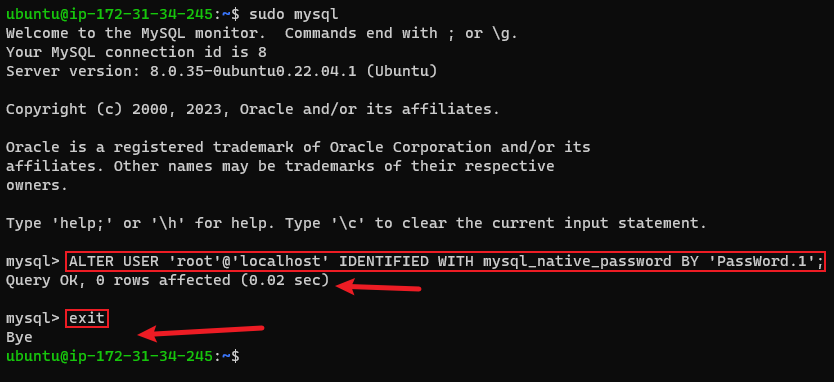 ubuntu@ip-172-31-34-245:~$ sudo mysql
Welcome to the MySQL monitor.  Commands end with ; or \g.
Your MySQL connection id is 8
Server version: 8.0.35-0ubuntu0.22.04.1 (Ubuntu)
Copyright (c) 2000, 2023, Oracle and/or its affiliates.
Oracle is a registered trademark of Oracle Corporation and/or its
affiliates. Other names may be trademarks of their respective
owners.
Type 'help;' or '\h' for help. Type '\c' to clear the current input statement.
mysql> ALTER USER 'root'@'localhost' IDENTIFIED WITH mysql_native_password BY 'PassWord.1';
Query OK, 0 rows affected (0.02 sec)
mysql> exit
Bye
ubuntu@ip-172-31-34-245:~$